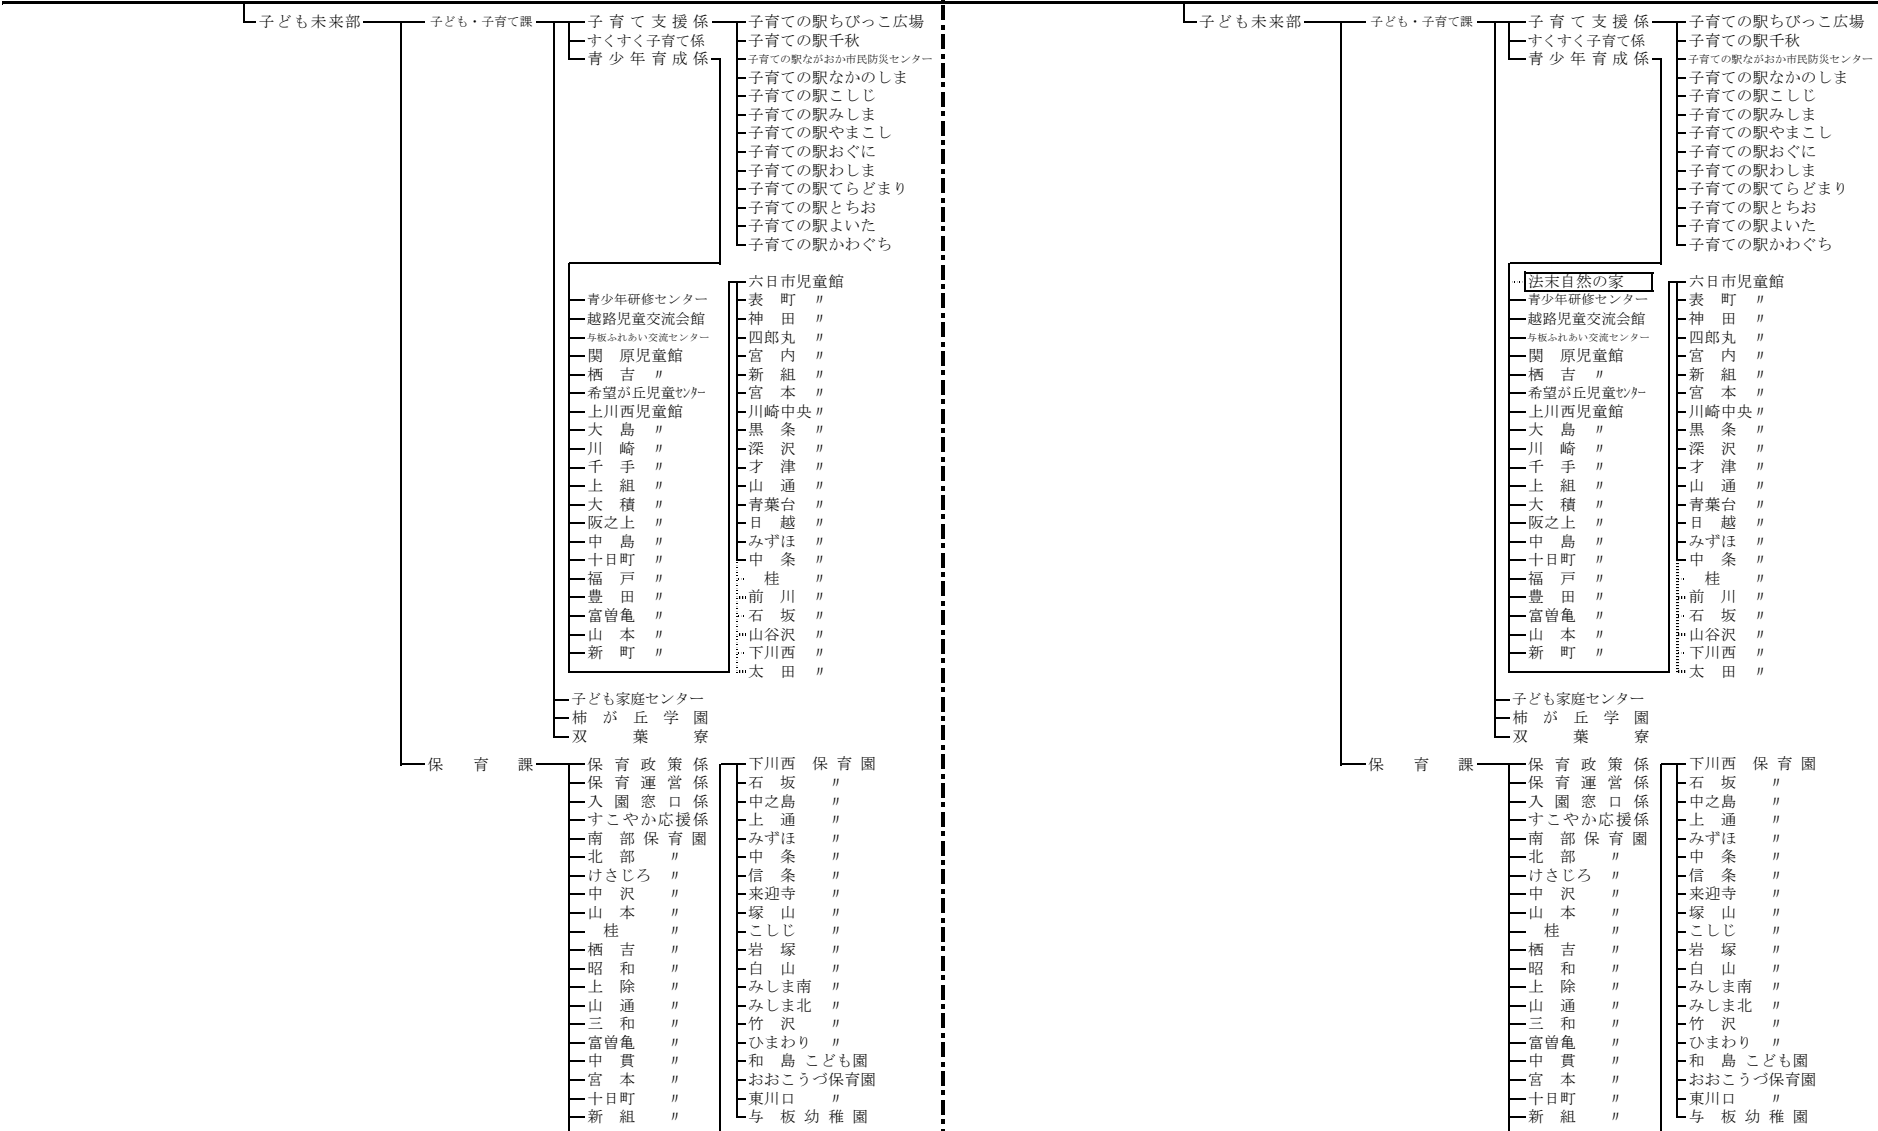 子ども未来部
子ども・子育て課
子育て支援係
すくすく子育て係
青少年育成係
子育ての駅ちびっこ広場
子育ての駅千秋
子育ての駅ながおか市民防災センター
子育ての駅なかのしま
子育ての駅こしじ
子育ての駅みしま
子育ての駅やまこし
子育ての駅おぐに
子育ての駅わしま
子育ての駅てらどまり
子育ての駅とちお
子育ての駅よいた
子育ての駅かわぐち
青少年研修センター
越路児童交流会館
与板ふれあい交流センター
関 原児童館
栖 吉 〃
希望が丘児童センター
上川西児童館
大 島 〃
川 崎 〃
千 手 〃
上 組 〃
大 積 〃
阪之上 〃
中 島 〃
十日町 〃
福 戸 〃
豊 田 〃
富曽亀 〃
山 本 〃
新 町 〃
六日市児童館
表 町 〃
神 田 〃
四郎丸 〃
宮 内 〃
新 組 〃
宮 本 〃
川崎中央〃
黒 条 〃
深 沢 〃
才 津 〃
山 通 〃
青葉台 〃
日 越 〃
みずほ 〃
中 条 〃
桂 〃
前 川 〃
石 坂 〃
山谷沢 〃
下川西 〃
太 田 〃
子ども家庭センター
柿が丘学園
双葉寮
保育課
保育政策係
保育運営係
入園窓口係
すこやか応援係
南 部保育園
北 部 〃
けさじろ 〃
中 沢 〃
山 本 〃
桂 〃
栖 吉 〃
昭 和 〃
上 除 〃
山 通 〃
三 和 〃
富曽亀 〃
中 貫 〃
宮 本 〃
十日町 〃
新 組 〃
下川西 保育園
石 坂 〃
中之島 〃
上 通 〃
みずほ 〃
中 条 〃
信 条 〃
来迎寺 〃
塚 山 〃
こしじ 〃
岩 塚 〃
白 山 〃
みしま南 〃
みしま北 〃
竹 沢 〃
ひまわり 〃
和 島 こども園
おおこうづ保育園
東川口 〃
与 板幼稚園
子ども未来部
子ども・子育て課
子育て支援係
すくすく子育て係
青少年育成係
子育ての駅ちびっこ広場
子育ての駅千秋
子育ての駅ながおか市民防災センター
子育ての駅なかのしま
子育ての駅こしじ
子育ての駅みしま
子育ての駅やまこし
子育ての駅おぐに
子育ての駅わしま
子育ての駅てらどまり
子育ての駅とちお
子育ての駅よいた
子育ての駅かわぐち
法末自然の家
青少年研修センター
越路児童交流会館
与板ふれあい交流センター
関 原児童館
栖 吉 〃
希望が丘児童センター
上川西児童館
大 島 〃
川 崎 〃
千 手 〃
上 組 〃
大 積 〃
阪之上 〃
中 島 〃
十日町 〃
福 戸 〃
豊 田 〃
富曽亀 〃
山 本 〃
新 町 〃
六日市児童館
表 町 〃
神 田 〃
四郎丸 〃
宮 内 〃
新 組 〃
宮 本 〃
川崎中央〃
黒 条 〃
深 沢 〃
才 津 〃
山 通 〃
青葉台 〃
日 越 〃
みずほ 〃
中 条 〃
桂 〃
前 川 〃
石 坂 〃
山谷沢 〃
下川西 〃
太 田 〃
子ども家庭センター
柿が丘学園
双葉寮
保育課
保育政策係
保育運営係
入園窓口係
すこやか応援係
南 部保育園
北 部 〃
けさじろ 〃
中 沢 〃
山 本 〃
桂 〃
栖 吉 〃
昭 和 〃
上 除 〃
山 通 〃
三 和 〃
富曽亀 〃
中 貫 〃
宮 本 〃
十日町 〃
新 組 〃
下川西 保育園
石 坂 〃
中之島 〃
上 通 〃
みずほ 〃
中 条 〃
信 条 〃
来迎寺 〃
塚 山 〃
こしじ 〃
岩 塚 〃
白 山 〃
みしま南 〃
みしま北 〃
竹 沢 〃
ひまわり 〃
和 島 こども園
おおこうづ保育園
東川口 〃
与 板幼稚園